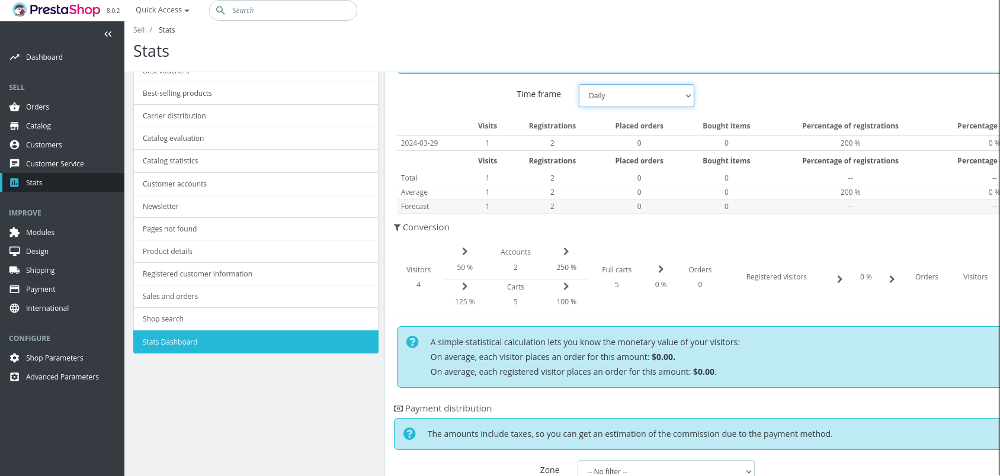 PrestaShop 8.0.2 Quick Access Search
Sell / Stats
Stats
Dashboard
SELL
Orders
Catalog
Customers
Customer Service
Stats
IMPROVE
Modules
Design
Shipping
Payment
International
CONFIGURE
Shop Parameters
Advanced Parameters
Best vouchers
Best-selling products
Carrier distribution
Catalog evaluation
Catalog statistics
Customer accounts
Newsletter
Pages not found
Product details
Registered customer information
Sales and orders
Shop search
Stats Dashboard
Time frame Daily
Visits Registrations Placed orders Bought items Percentage of registrations Percentage
2024-03-29 1 2 0 0 200 % 0 %
Visits Registrations Placed orders Bought items Percentage of registrations Percentage
Total 1 2 0 0 -- --
Average 1 2 0 0 200 % 0 %
Forecast 1 2 0 0 -- --
Conversion
Visitors
4
50 %
125 %
Accounts
2
Carts
5
250 %
100 %
Full carts
5
0 %
Orders
0
Registered visitors 0 % Orders Visitors
? A simple statistical calculation lets you know the monetary value of your visitors:
On average, each visitor places an order for this amount: $0.00.
On average, each registered visitor places an order for this amount: $0.00.
Payment distribution
? The amounts include taxes, so you can get an estimation of the commission due to the payment method.
Zone -- No filter --